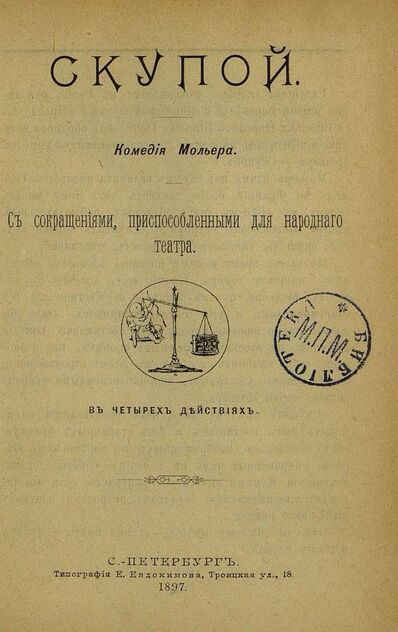 СКУПОЙ.
Комедія Мольера.
Съ сокращеніями, приспособленными для народнаго
театра.
БИБЛІОТЕКА
М.П.М.
ВЪ ЧЕТЫРЕХЪ ДѢЙСТВІЯХЪ.
С.-ПЕТЕРБУРГЪ.
Типографія Е. Евдокимова, Троицкая ул., 18.
1897.